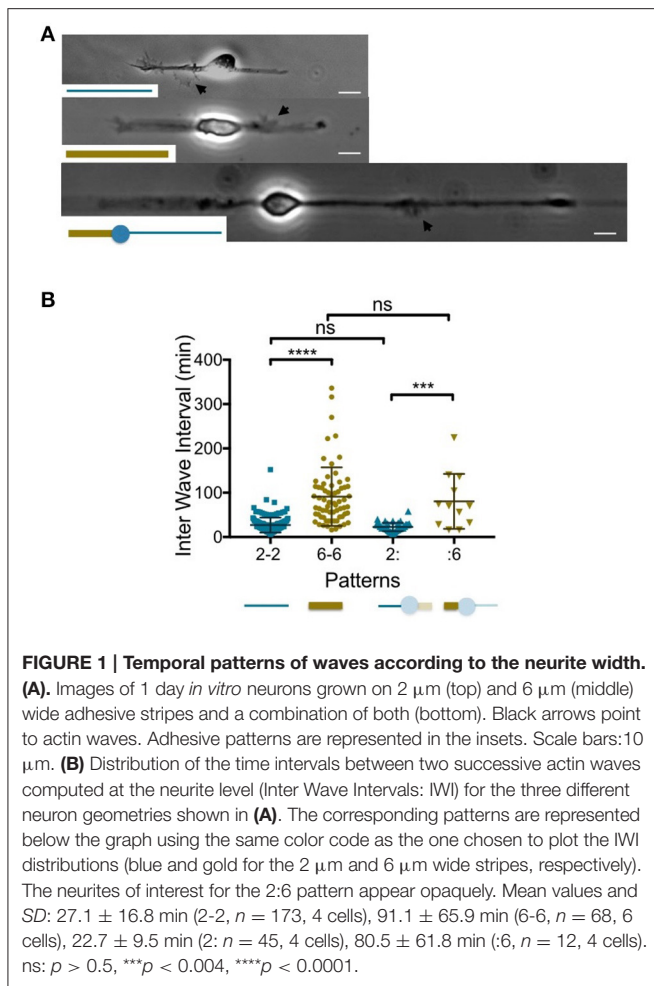 A
B
ns
ns
****
***
Inter Wave Interval (min)
400
300
200
100
0
2-2
6-6
2:
:6
Patterns
FIGURE 1 | Temporal patterns of waves according to the neurite width.
(A). Images of 1 day in vitro neurons grown on 2 μm (top) and 6 μm (middle)
wide adhesive stripes and a combination of both (bottom). Black arrows point
to actin waves. Adhesive patterns are represented in the insets. Scale bars:10
μm. (B) Distribution of the time intervals between two successive actin waves
computed at the neurite level (Inter Wave Intervals: IWI) for the three different
neuron geometries shown in (A). The corresponding patterns are represented
below the graph using the same color code as the one chosen to plot the IWI
distributions (blue and gold for the 2 μm and 6 μm wide stripes, respectively).
The neurites of interest for the 2:6 pattern appear opaquely. Mean values and
SD: 27.1 ± 16.8 min (2-2, n = 173, 4 cells), 91.1 ± 65.9 min (6-6, n = 68, 6
cells), 22.7 ± 9.5 min (2: n = 45, 4 cells), 80.5 ± 61.8 min (:6, n = 12, 4 cells).
ns: p > 0.5, ***p < 0.004, ****p < 0.0001.